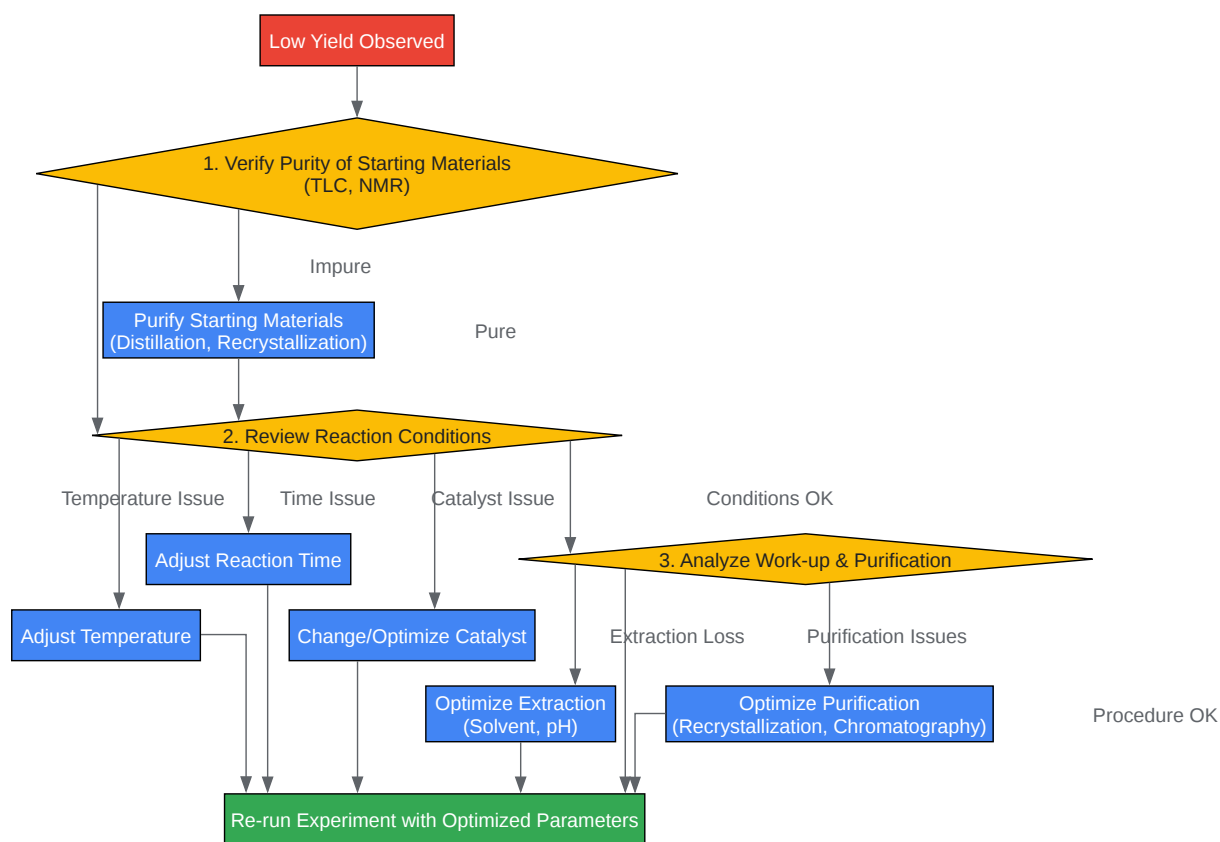 Low Yield Observed
1. Verify Purity of Starting Materials
(TLC, NMR)
Impure
Purify Starting Materials
(Distillation, Recrystallization)
Pure
2. Review Reaction Conditions
Temperature Issue
Time Issue
Catalyst Issue
Conditions OK
Adjust Reaction Time
3. Analyze Work-up & Purification
Adjust Temperature
Change/Optimize Catalyst
Extraction Loss
Purification Issues
Optimize Extraction
(Solvent, pH)
Optimize Purification
(Recrystallization, Chromatography)
Procedure OK
Re-run Experiment with Optimized Parameters